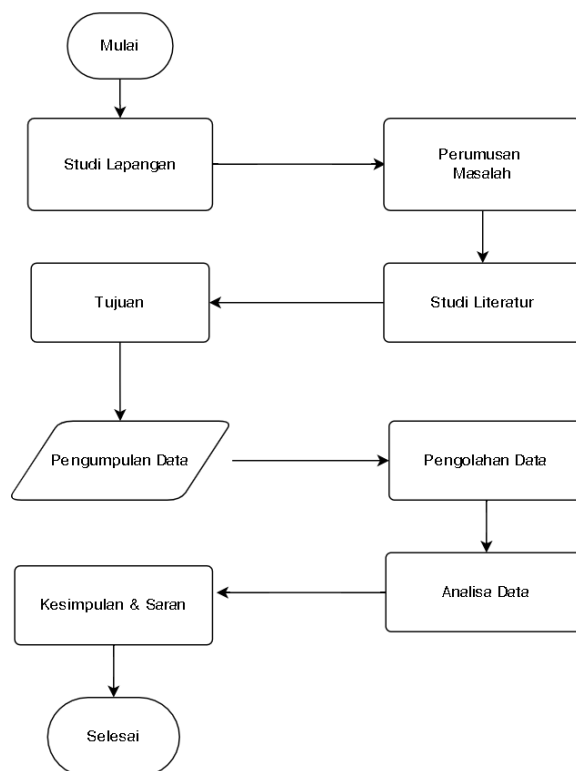 Mulai
Studi Lapangan
Perumusan
Masalah
Studi Literatur
Tujuan
Pengumpulan Data
Pengolahan Data
Analisa Data
Kesimpulan & Saran
Selesai